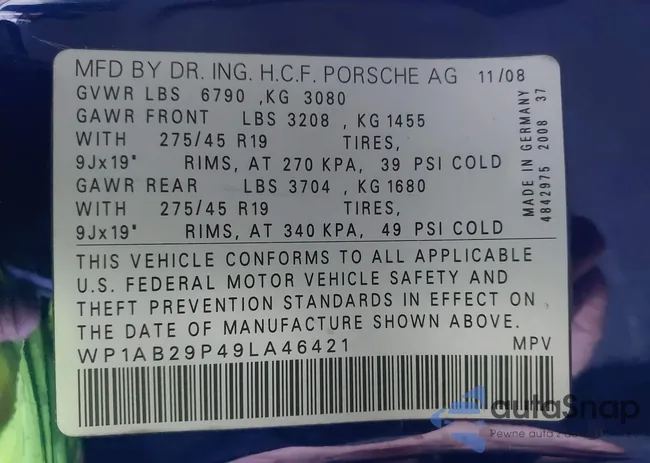 MFD BY DR. ING. H.C.F. PORSCHE AG 11/08
GVWR LBS 6790 ,KG 3080
GAWR FRONT LBS 3208 , KG 1455
WITH 275/45 R19 TIRES,
9Jx19" RIMS, AT 270 KPA, 39 PSI COLD
GAWR REAR LBS 3704 , KG 1680
WITH 275/45 R19 TIRES,
9Jx19" RIMS, AT 340 KPA, 49 PSI COLD
MADE IN GERMANY
4842975 2008 37
THIS VEHICLE CONFORMS TO ALL APPLICABLE
U.S. FEDERAL MOTOR VEHICLE SAFETY AND
THEFT PREVENTION STANDARDS IN EFFECT ON
THE DATE OF MANUFACTURE SHOWN ABOVE.
WP1AB29P49LA46421 MPV
autaSnap
Pewne auta z